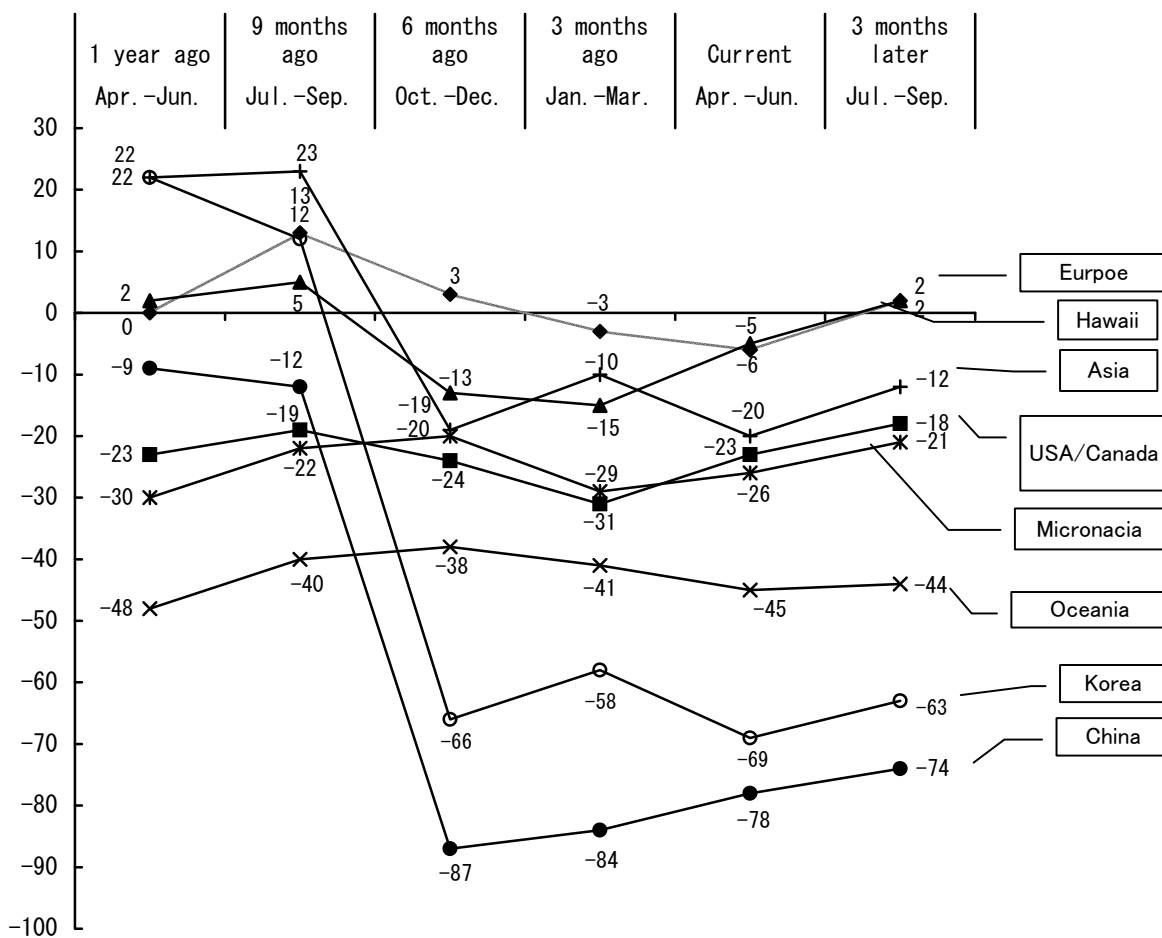 1 year ago
9 months
ago
6 months
ago
3 months
ago
Current
3 months
later
Apr.-Jun.
Jul.-Sep.
Oct.-Dec.
Jan.-Mar.
Apr.-Jun.
Jul.-Sep.
30
20
10
0
-10
-20
-30
-40
-50
-60
-70
-80
-90
-100
22
22
2
0
-9
-23
-30
-48
23
13
12
5
-12
-19
-22
-40
3
-13
-19
-20
-24
-38
-66
-87
-3
-10
-15
-29
-31
-41
-58
-84
-5
-6
-20
-23
-26
-45
-69
-78
2
2
-12
-18
-21
-44
-63
-74
Eurpoe
Hawaii
Asia
USA/Canada
Micronacia
Oceania
Korea
China